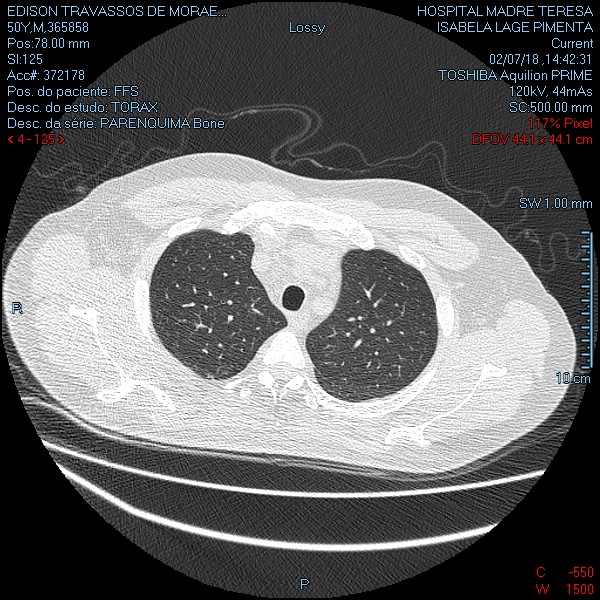 EDISON TRAVASSOS DE MORAE...
50Y,M,365858
Pos:78.00 mm
SI:125
Acc#: 372178
Pos. do paciente: FFS
Desc. do estudo: TORAX
Desc. da série: PARENQUIMA Bone
< 4 - 125 >
Lossy
HOSPITAL MADRE TERESA
ISABELA LAGE PIMENTA
Current
02/07/18 ,14:42:31
TOSHIBA Aquilion PRIME
120kV, 44mAs
SC:500.00 mm
117% Pixel
DFOV 44.1 x 44.1 cm
SW 1.00 mm
R
10 cm
P
C -550
W 1500